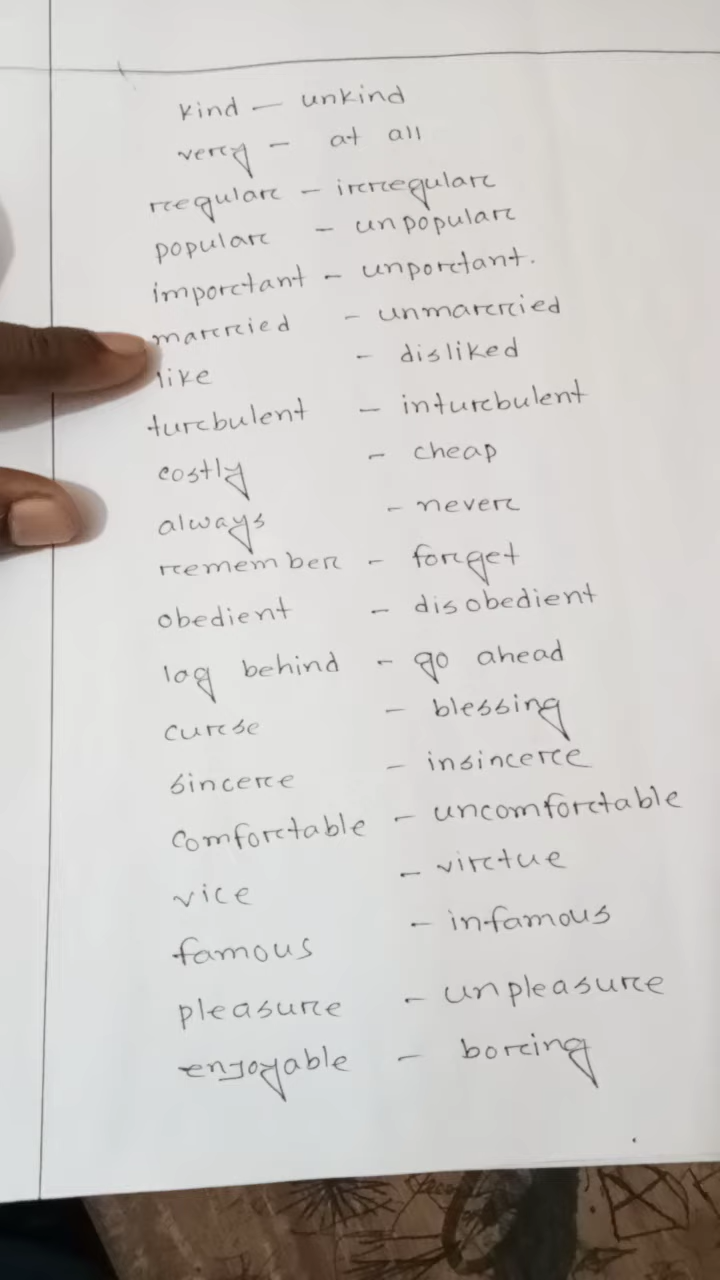 kind – unkind
very – at all
regular – irregular
popular – unpopular
important – unportant.
married – unmarried
like – disliked
turbulent – inturbulent
costly – cheap
always – never
remember – forget
obedient – disobedient
lag behind – go ahead
curse – blessing
sincere – insincere
comfortable – uncomfortable
vice – virtue
famous – infamous
pleasure – unpleasure
enjoyable – boring